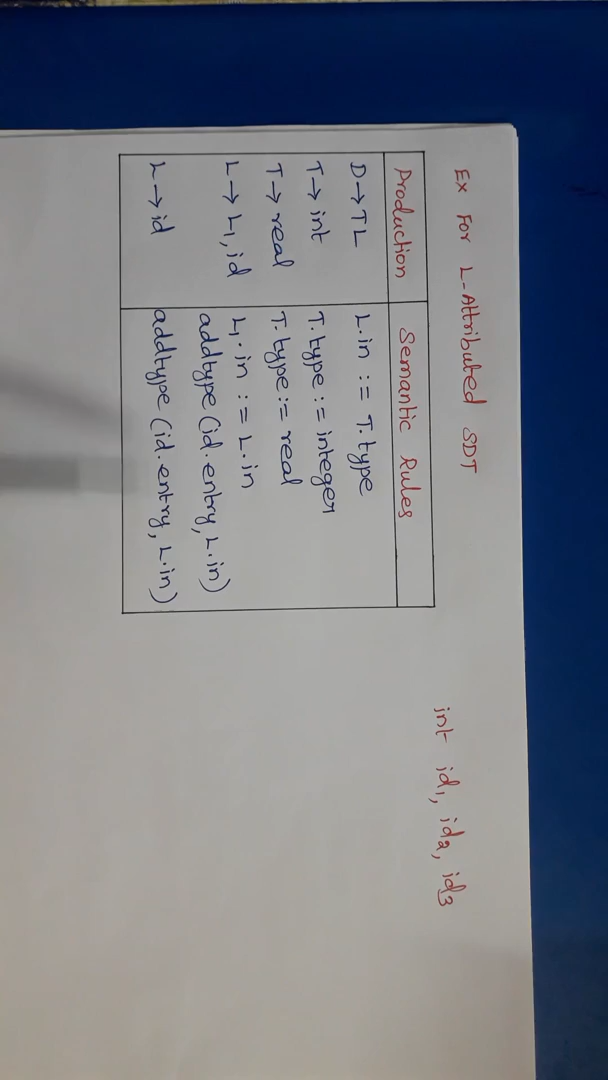 Ex For L-Attributed SDT
int id1, id2, id3
Production Semantic Rules
D→TL L.in := T.type
T→int T.type := integer
T→real T.type := real
L→L1, id L1.in := L.in
addtype (id.entry, L.in)
L→id addtype (id.entry, L.in)